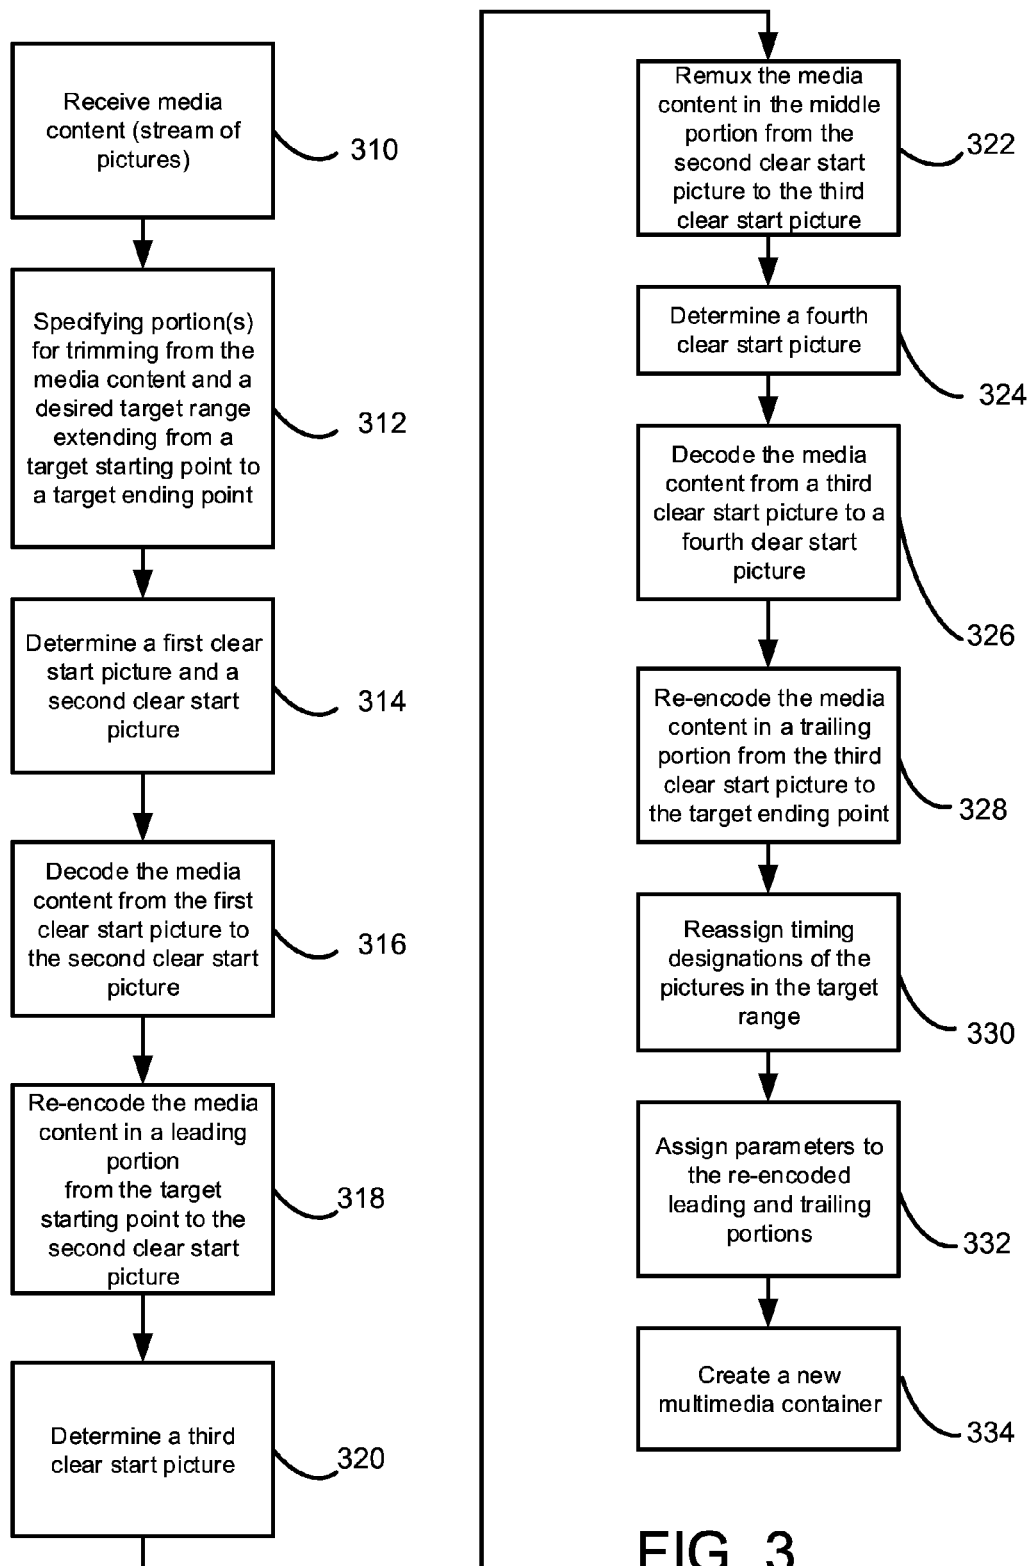 Receive media
content (stream of
pictures)
310
Specifying portion(s)
for trimming from the
media content and a
desired target range
extending from a
target starting point to
a target ending point
312
Determine a first clear
start picture and a
second clear start
picture
314
Decode the media
content from the first
clear start picture to
the second clear start
picture
316
Re-encode the media
content in a leading
portion
from the target
starting point to the
second clear start
picture
318
Determine a third
clear start picture
320
Remux the media
content in the middle
portion from the
second clear start
picture to the third
clear start picture
322
Determine a fourth
clear start picture
324
Decode the media
content from a third
clear start picture to a
fourth clear start
picture
326
Re-encode the media
content in a trailing
portion from the third
clear start picture to
the target ending point
328
Reassign timing
designations of the
pictures in the target
range
330
Assign parameters to
the re-encoded
leading and trailing
portions
332
Create a new
multimedia container
334
FIG. 3